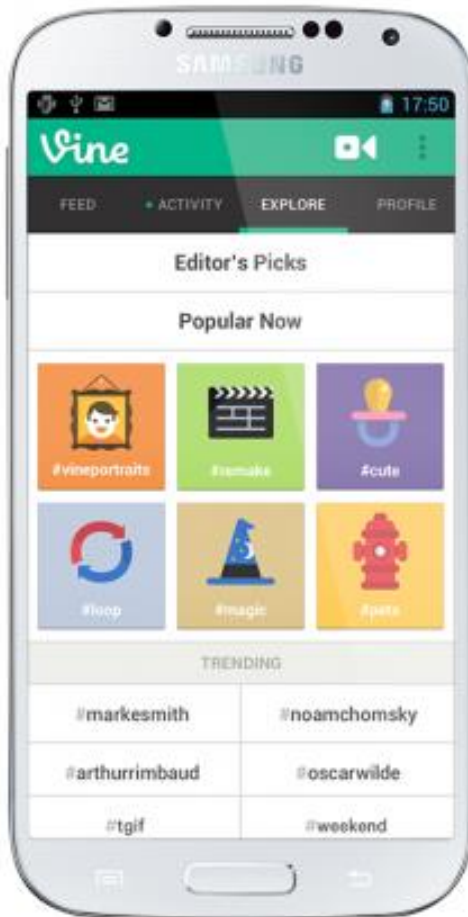 SAMSUNG
17:50
Vine
FEED
ACTIVITY
EXPLORE
PROFILE
Editor's Picks
Popular Now
#vineportraits
#remake
#cute
#loop
#magic
#pets
TRENDING
#markesmith
#noamchomsky
#arthurrimbaud
#oscarwilde
#tgif
#weekend